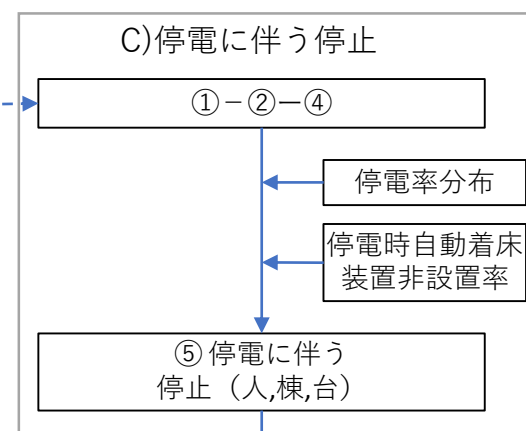 C)停電に伴う停止
①－②ー④
停電率分布
停電時自動着床
装置非設置率
⑤ 停電に伴う
停止（人,棟,台）